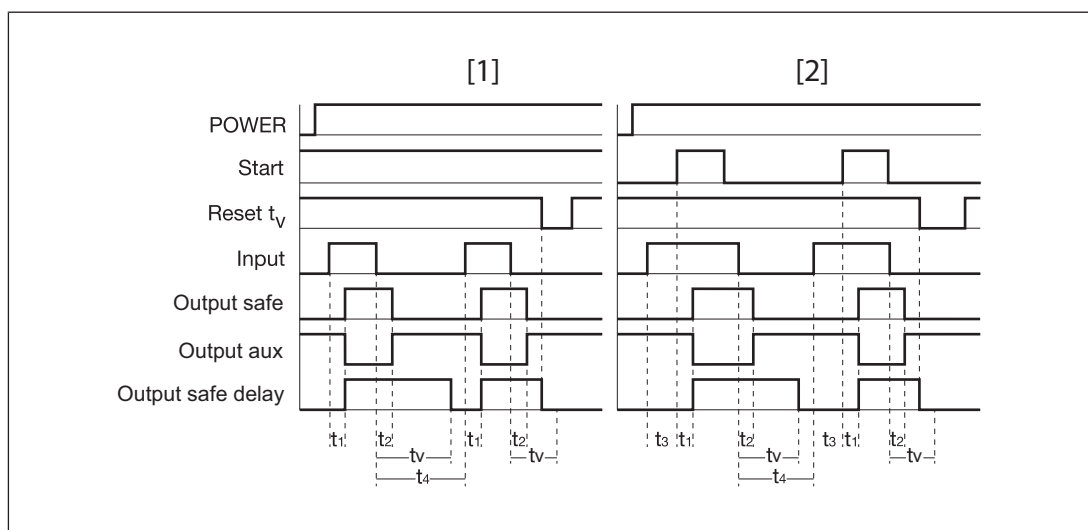 [1] [2]
POWER
Start
Reset tV
Input
Output safe
Output aux
Output safe delay
t1 t2 t1 t2 t3 t1 t2 t3 t1 t2
tv tv tv tv
t4 t4